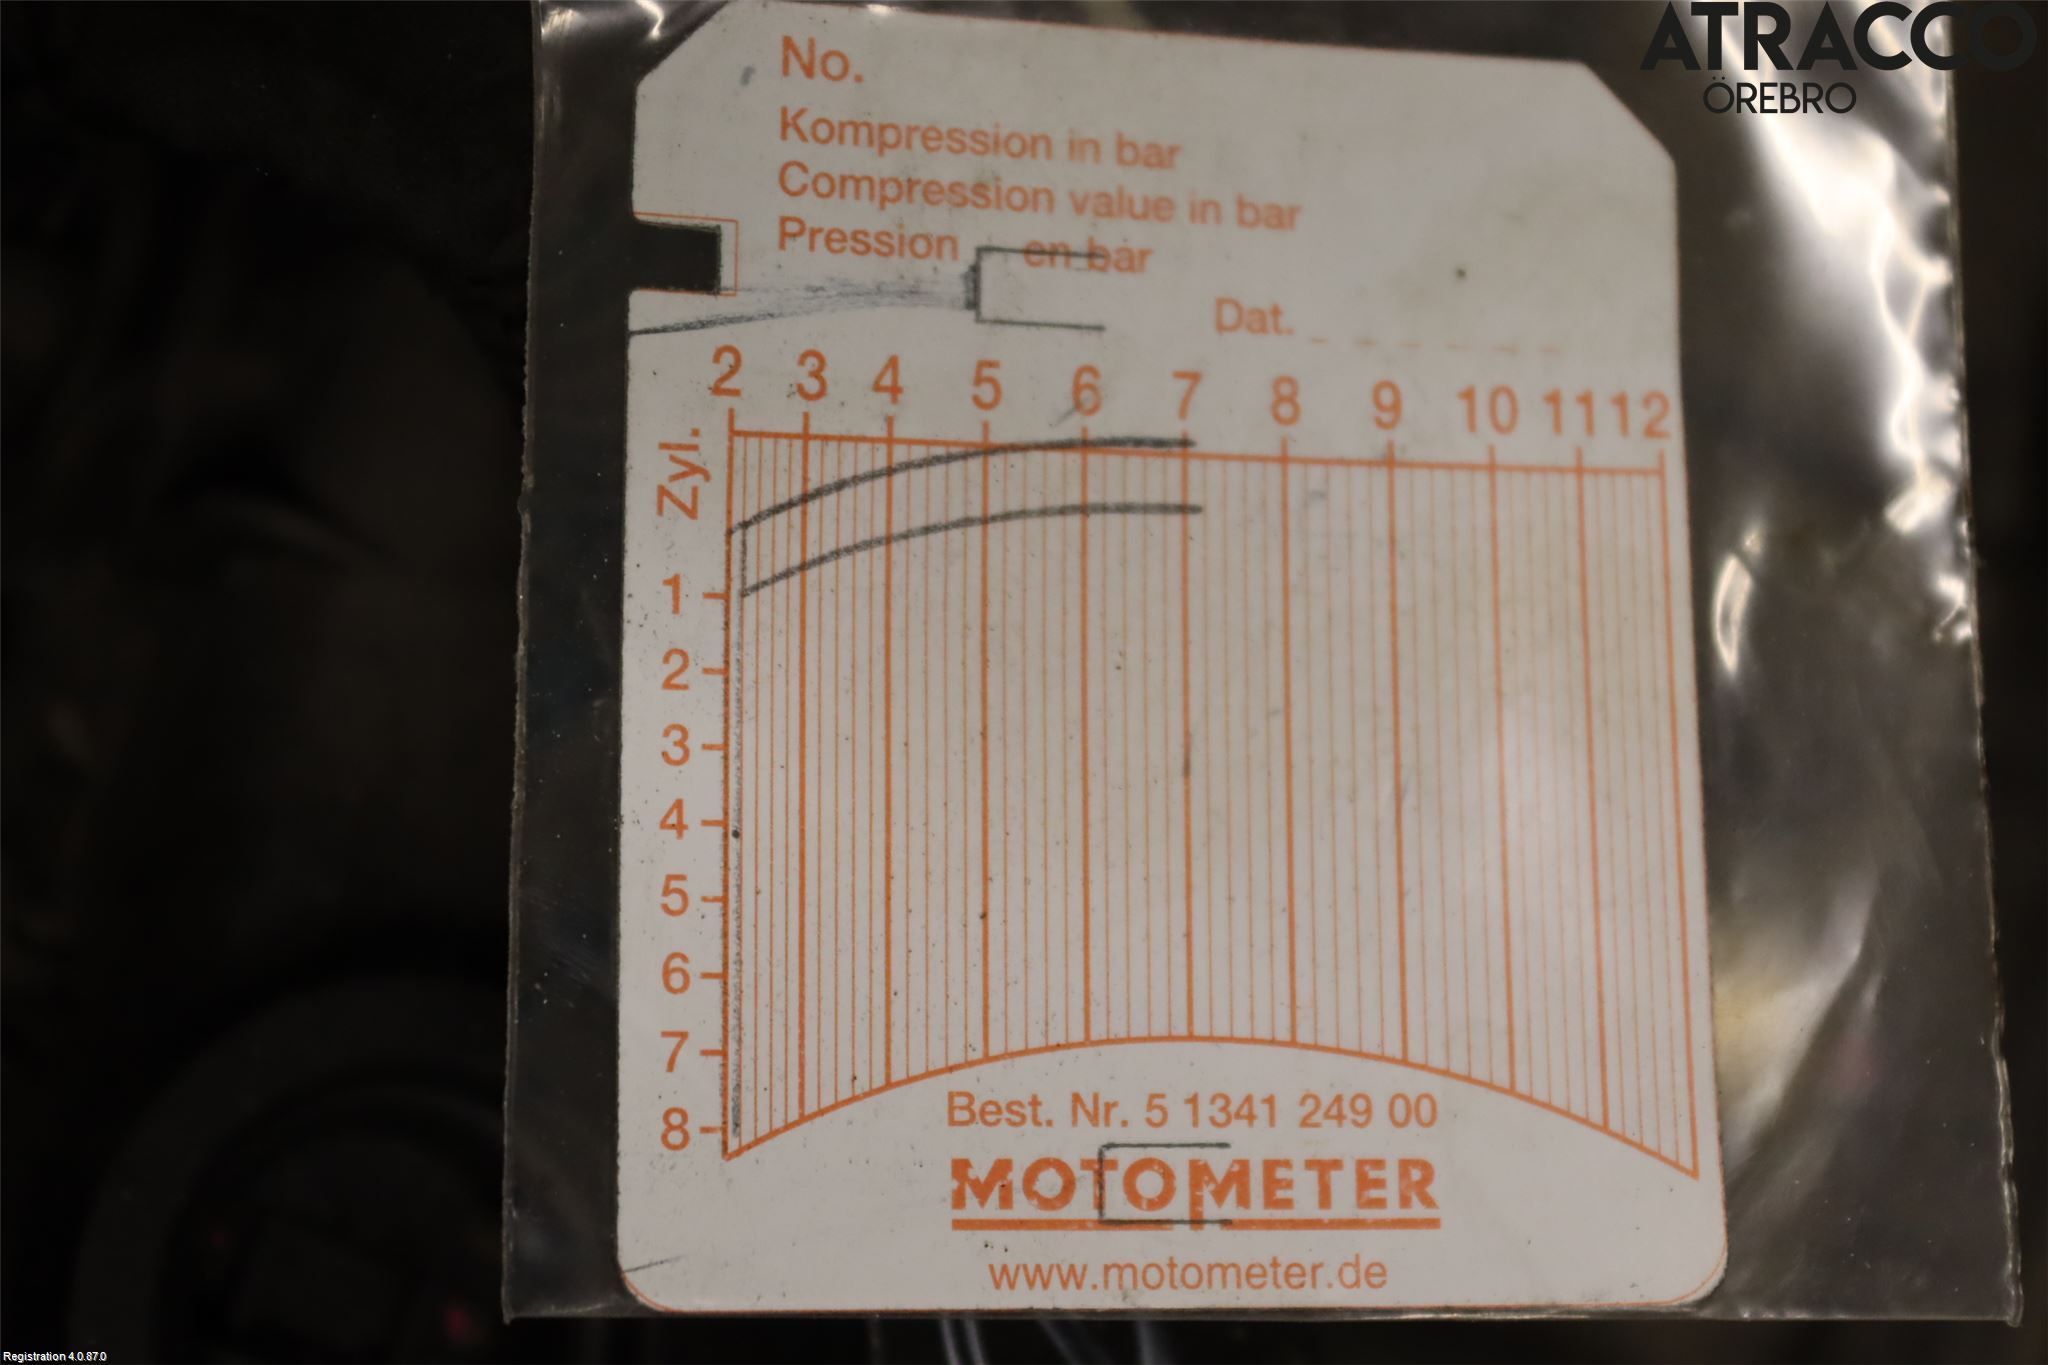 ATRACCO
ÖREBRO
No.
Kompression in bar
Compression value in bar
Pression en bar
Dat.
2 3 4 5 6 7 8 9 10 11 12
Zyl.
1
2
3
4
5
6
7
8
Best. Nr. 5 1341 249 00
MOTOMETER
www.motometer.de
Registration 4.0.87.0